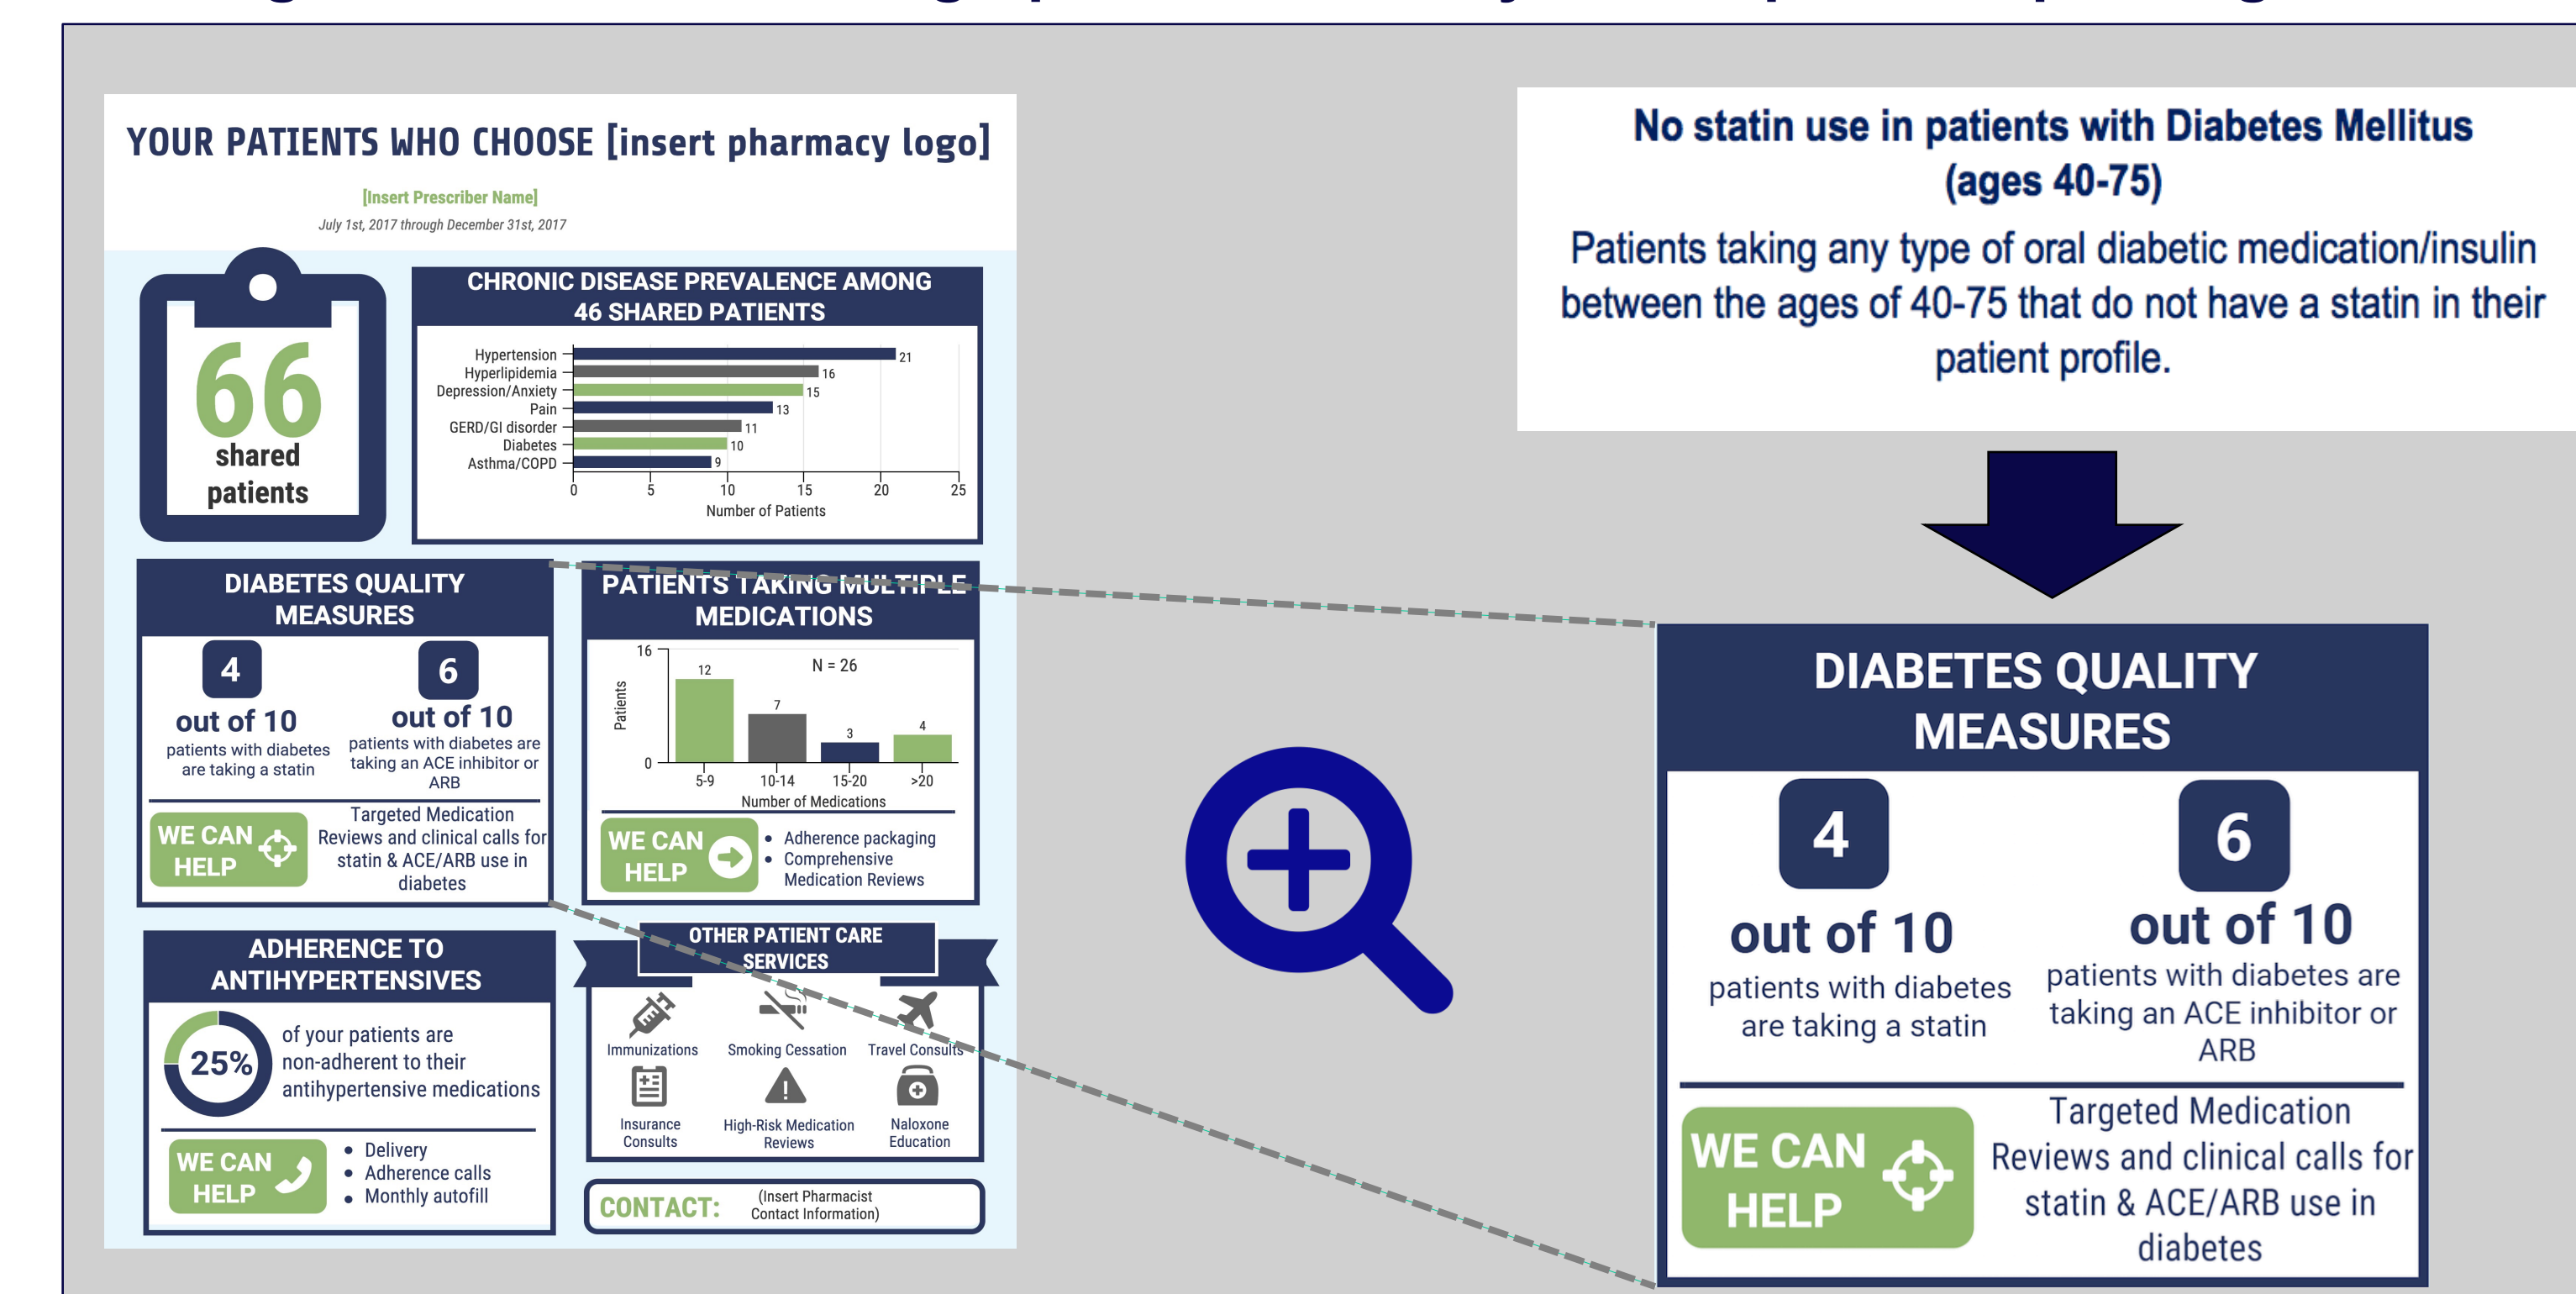 YOUR PATIENTS WHO CHOOSE [insert pharmacy logo]
[Insert Prescriber Name]
July 1st, 2017 through December 31st, 2017
66
shared
patients
CHRONIC DISEASE PREVALENCE AMONG
46 SHARED PATIENTS
Hypertension 21
Hyperlipidemia 16
Depression/Anxiety 15
Pain 13
GERD/GI disorder 11
Diabetes 10
Asthma/COPD 9
0 5 10 15 20 25
Number of Patients
DIABETES QUALITY
MEASURES
4
out of 10
patients with diabetes
are taking a statin
6
out of 10
patients with diabetes are
taking an ACE inhibitor or
ARB
WE CAN
HELP
Targeted Medication
Reviews and clinical calls for
statin & ACE/ARB use in
diabetes
PATIENTS TAKING MULTIPLE
MEDICATIONS
N = 26
Patients
16
0
12
7
3
4
5-9 10-14 15-20 >20
Number of Medications
WE CAN
HELP
• Adherence packaging
• Comprehensive
Medication Reviews
ADHERENCE TO
ANTIHYPERTENSIVES
25%
of your patients are
non-adherent to their
antihypertensive medications
WE CAN
HELP
• Delivery
• Adherence calls
• Monthly autofill
OTHER PATIENT CARE
SERVICES
Immunizations
Smoking Cessation
Travel Consults
Insurance
Consults
High-Risk Medication
Reviews
Naloxone
Education
CONTACT:
(Insert Pharmacist
Contact Information)
No statin use in patients with Diabetes Mellitus
(ages 40-75)
Patients taking any type of oral diabetic medication/insulin
between the ages of 40-75 that do not have a statin in their
patient profile.
DIABETES QUALITY
MEASURES
4
out of 10
patients with diabetes
are taking a statin
6
out of 10
patients with diabetes are
taking an ACE inhibitor or
ARB
WE CAN
HELP
Targeted Medication
Reviews and clinical calls for
statin & ACE/ARB use in
diabetes